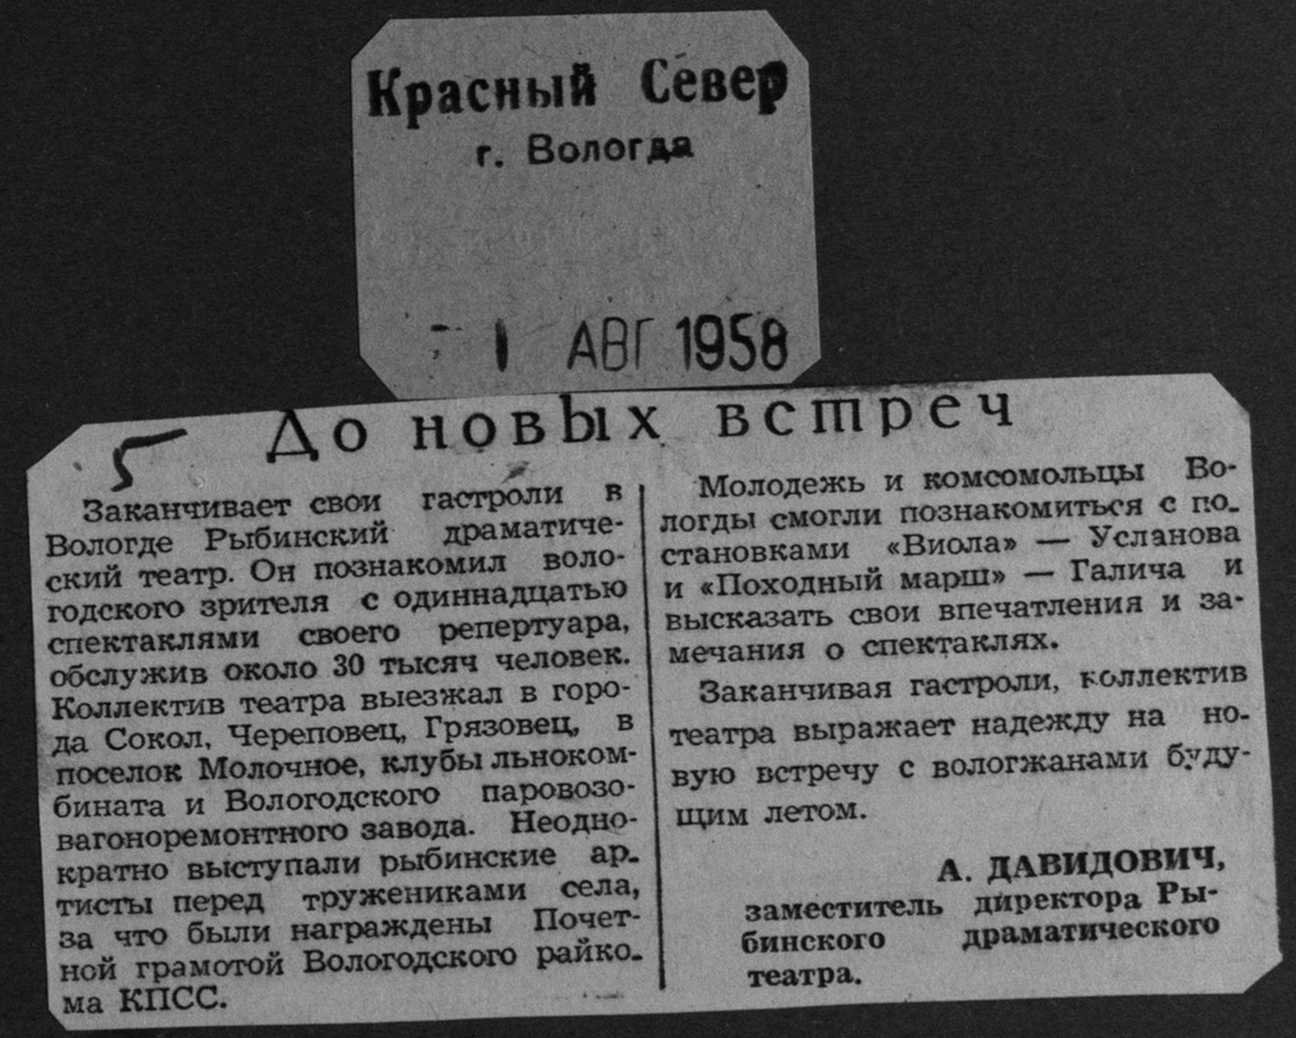 Красный Север
г. Вологда
- 1 АВГ 1958
До новых встреч
5
Заканчивает свои гастроли в
Вологде Рыбинский драматиче-
ский театр. Он познакомил воло-
годского зрителя с одиннадцатью
спектаклями своего репертуара,
обслужив около 30 тысяч человек.
Коллектив театра выезжал в горо-
да Сокол, Череповец, Грязовец, в
поселок Молочное, клубы льноком-
бината и Вологодского паровозо-
вагоноремонтного завода. Неодно-
кратно выступали рыбинские ар-
тисты перед тружениками села,
за что были награждены Почет-
ной грамотой Вологодского райко-
ма КПСС.
Молодежь и комсомольцы Во-
логды смогли познакомиться с по-
становками «Виола» — Усланова
и «Походный марш» — Галича и
высказать свои впечатления и за-
мечания о спектаклях.
Заканчивая гастроли, коллектив
театра выражает надежду на но-
вую встречу с вологжанами буду-
щим летом.
А. ДАВИДОВИЧ,
заместитель директора Ры-
бинского драматического
театра.